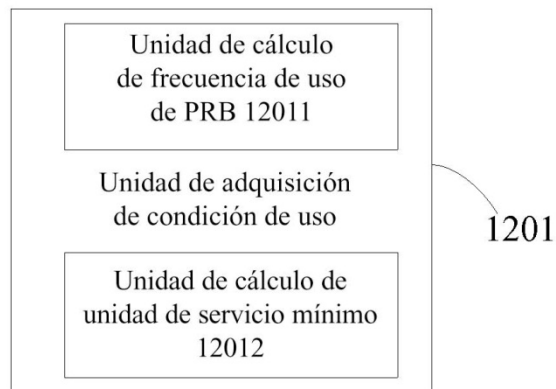 Unidad de cálculo
de frecuencia de uso
de PRB 12011
Unidad de adquisición
de condición de uso
1201
Unidad de cálculo de
unidad de servicio mínimo
12012